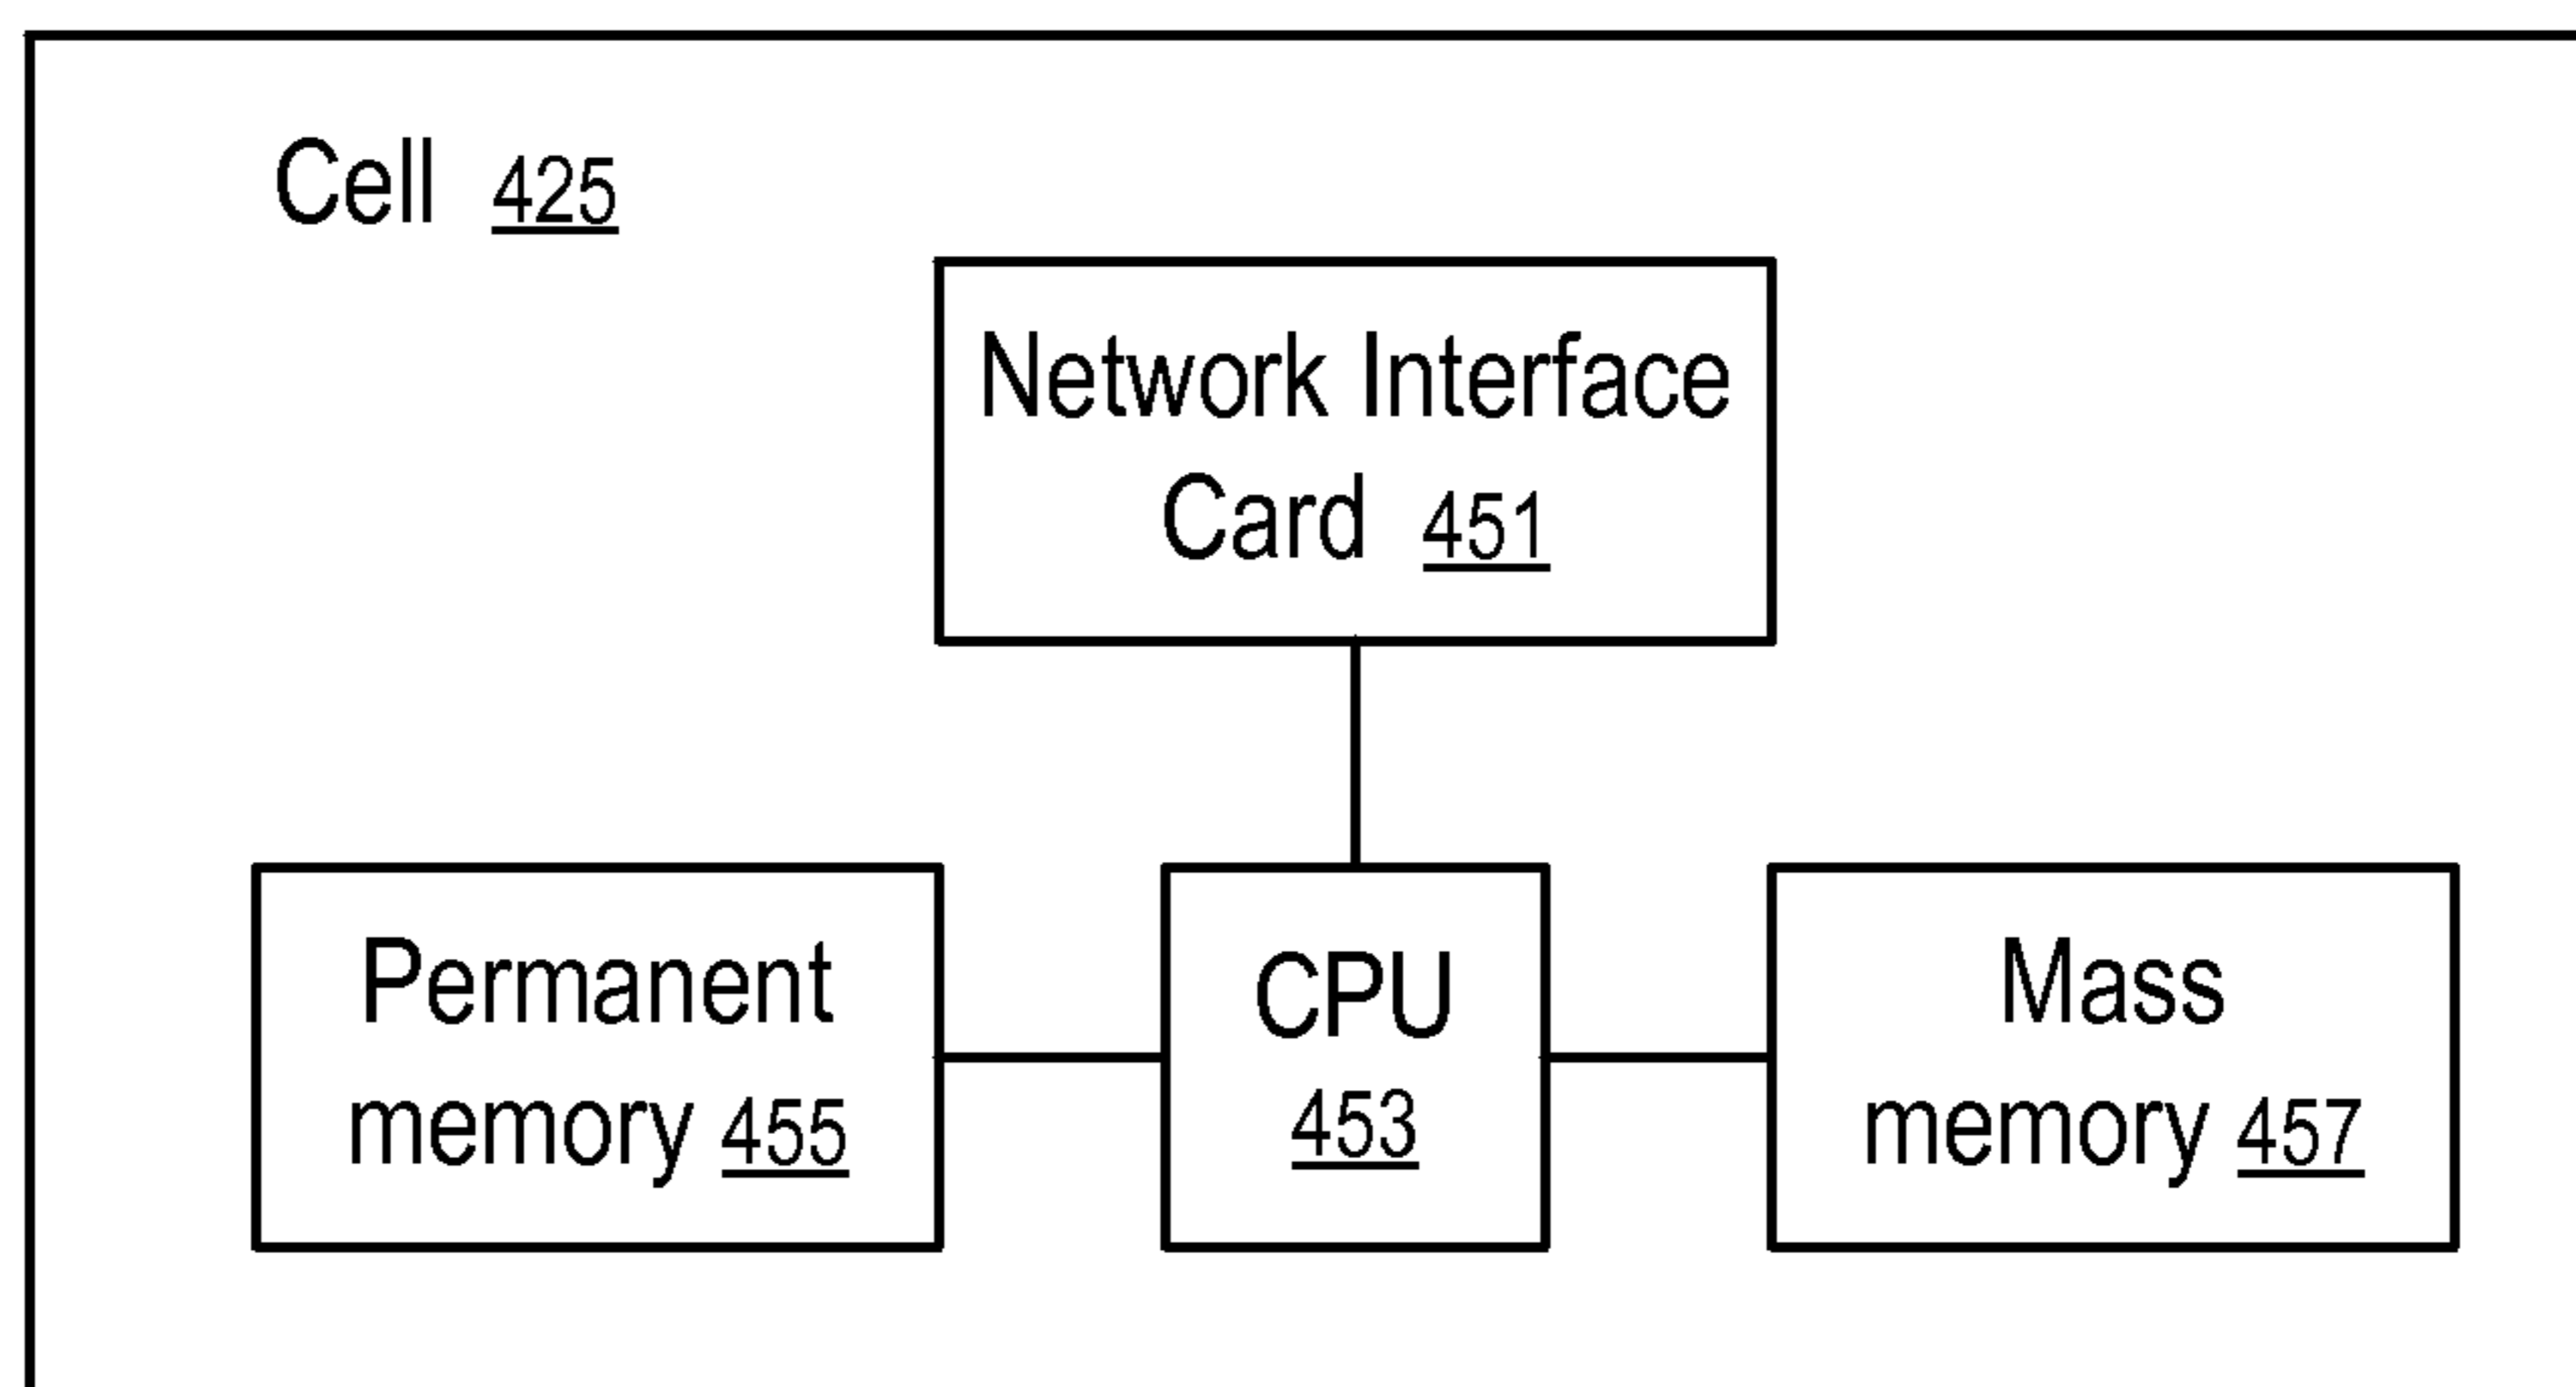 Cell 425
Network Interface
Card 451
Permanent
memory 455
CPU
453
Mass
memory 457